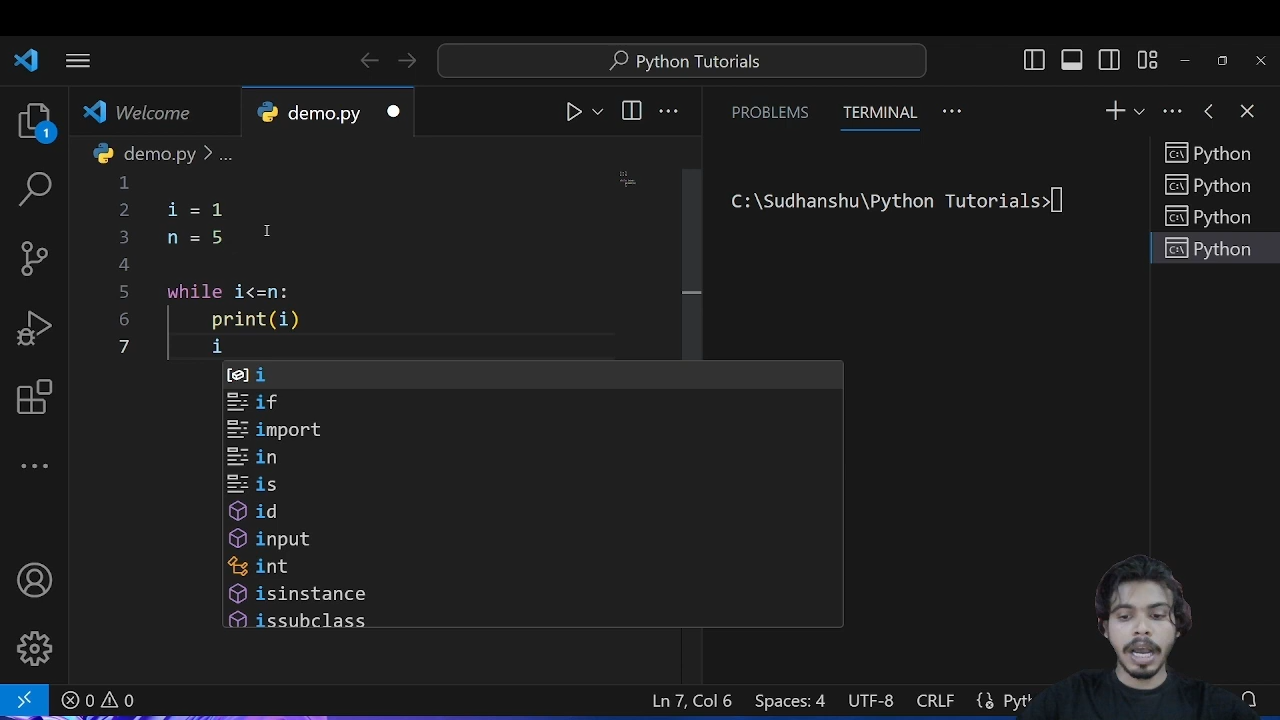 Python Tutorials
Welcome
demo.py
PROBLEMS
TERMINAL
1
demo.py > ...
1
2 i = 1
3 n = 5
4
5 while i<=n:
6 print(i)
7 i
i
if
import
in
is
id
input
int
isinstance
issubclass
C:\Sudhanshu\Python Tutorials>
Python
Python
Python
Python
0 0
Ln 7, Col 6
Spaces: 4
UTF-8
CRLF